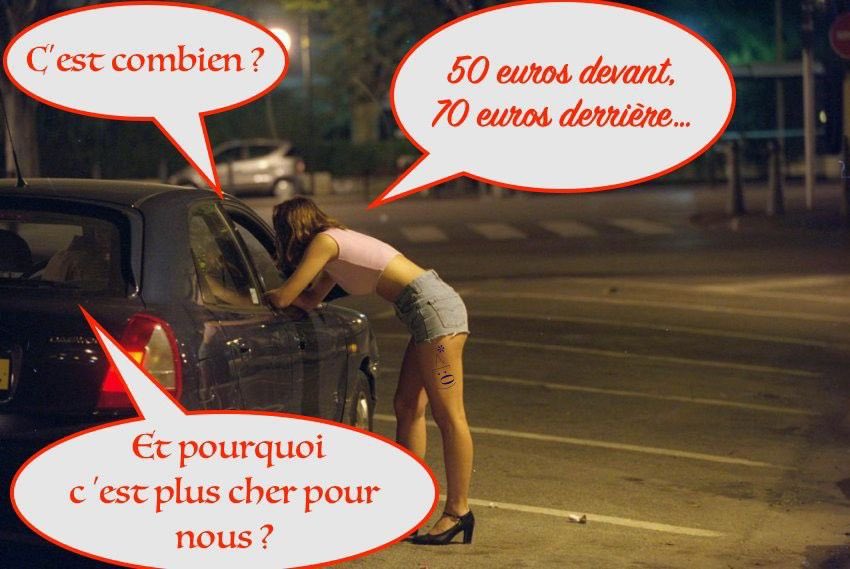 C'est combien ?
50 euros devant,
70 euros derrière...
Et pourquoi
c'est plus cher pour
nous ?